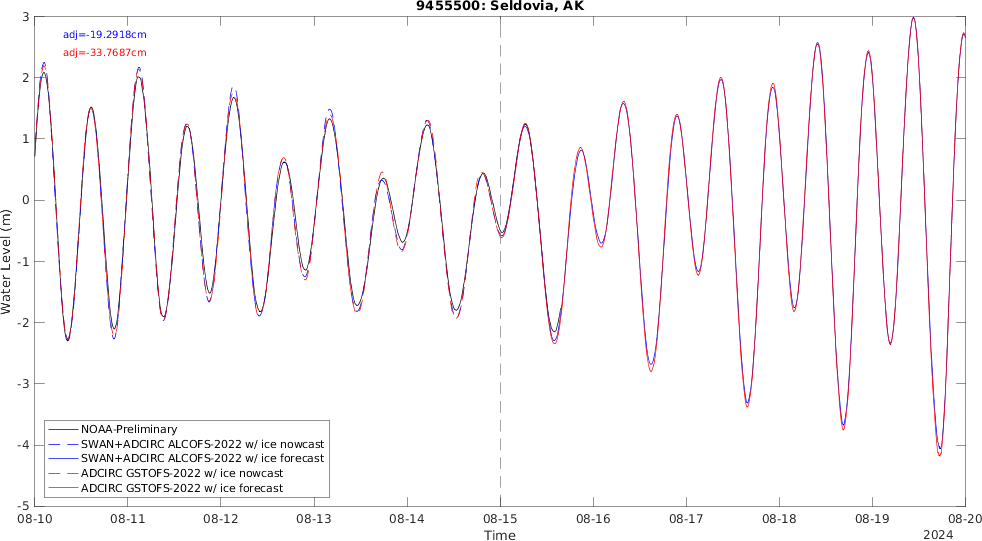 9455500: Seldovia, AK
adj=-19.2918cm
adj=-33.7687cm
Water Level (m)
3
2
1
0
-1
-2
-3
-4
-5
NOAA-Preliminary
SWAN+ADCIRC ALCOFS-2022 w/ ice nowcast
SWAN+ADCIRC ALCOFS-2022 w/ ice forecast
ADCIRC GSTOFS-2022 w/ ice nowcast
ADCIRC GSTOFS-2022 w/ ice forecast
08-10 08-11 08-12 08-13 08-14 08-15 08-16 08-17 08-18 08-19 08-20
Time
2024